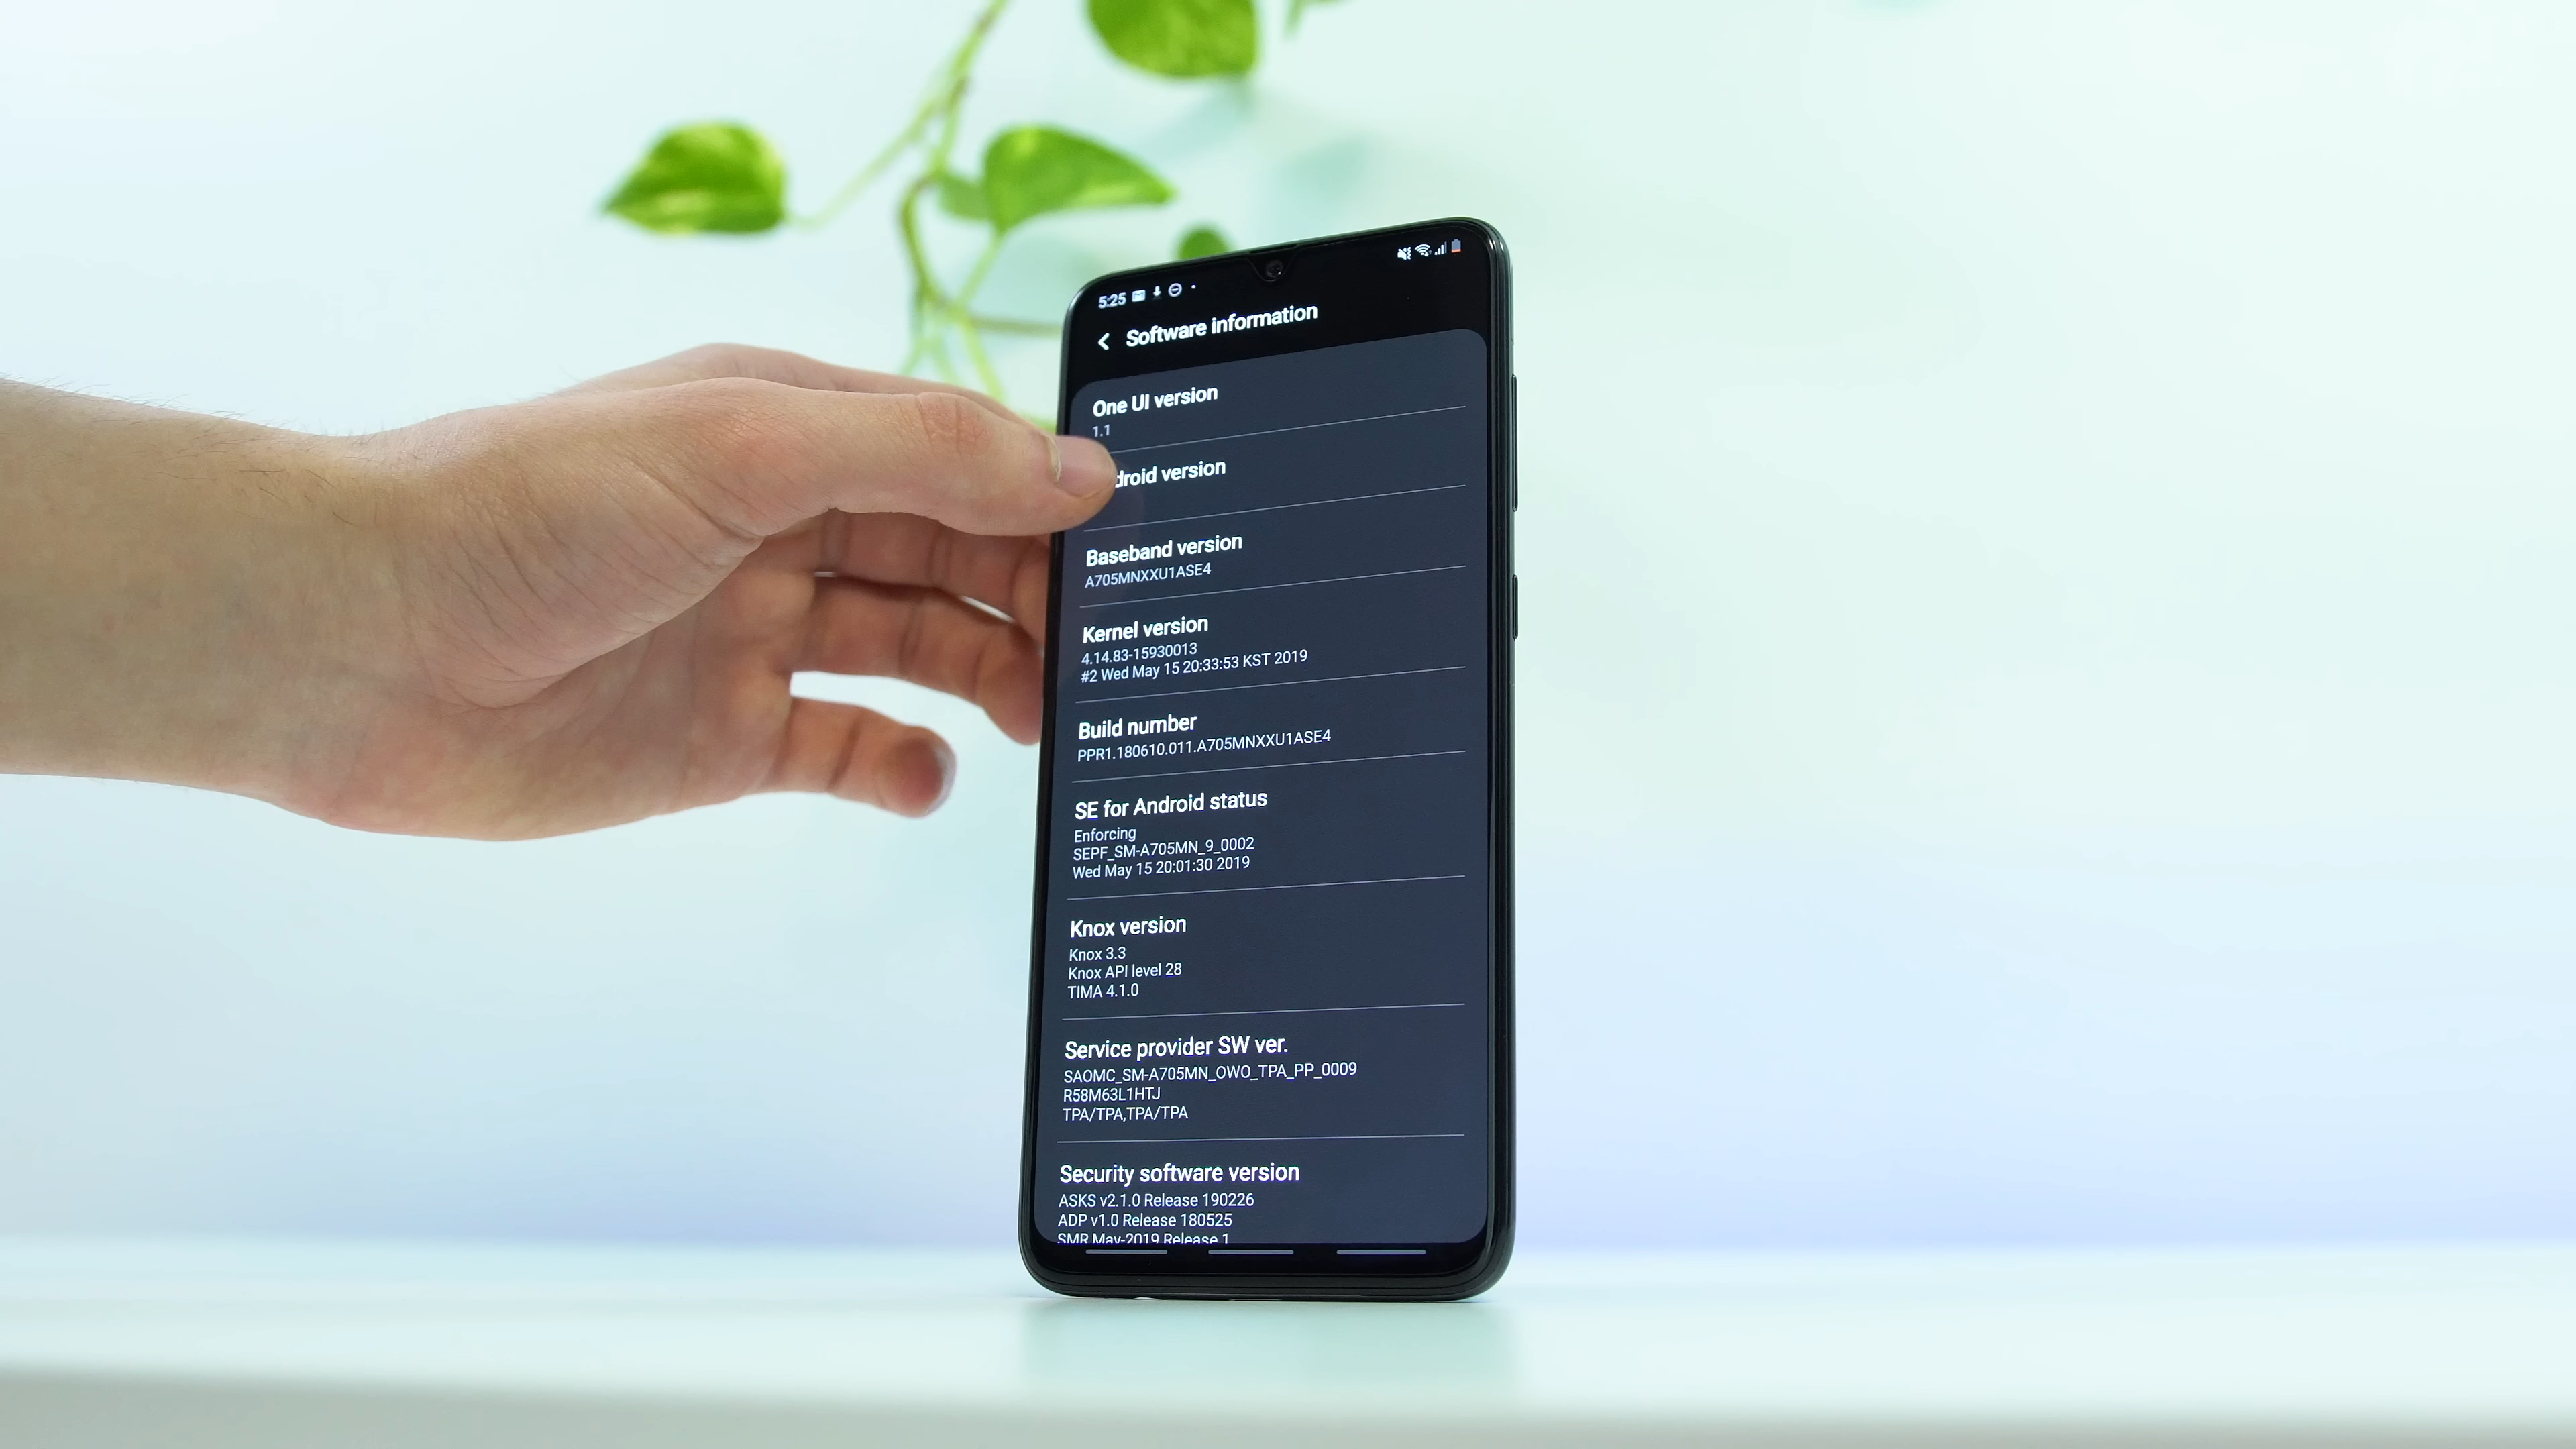 5:25
Software information
One UI version
1.1
droid version
Baseband version
A705MNXXU1ASE4
Kernel version
4.14.83-15930013
#2 Wed May 15 20:33:53 KST 2019
Build number
PPR1.180610.011.A705MNXXU1ASE4
SE for Android status
Enforcing
SEPF_SM-A705MN_9_0002
Wed May 15 20:01:30 2019
Knox version
Knox 3.3
Knox API level 28
TIMA 4.1.0
Service provider SW ver.
SAOMC_SM-A705MN_OWO_TPA_PP_0009
R58M63L1HTJ
TPA/TPA,TPA/TPA
Security software version
ASKS v2.1.0 Release 190226
ADP v1.0 Release 180525
SMR May-2019 Release 1